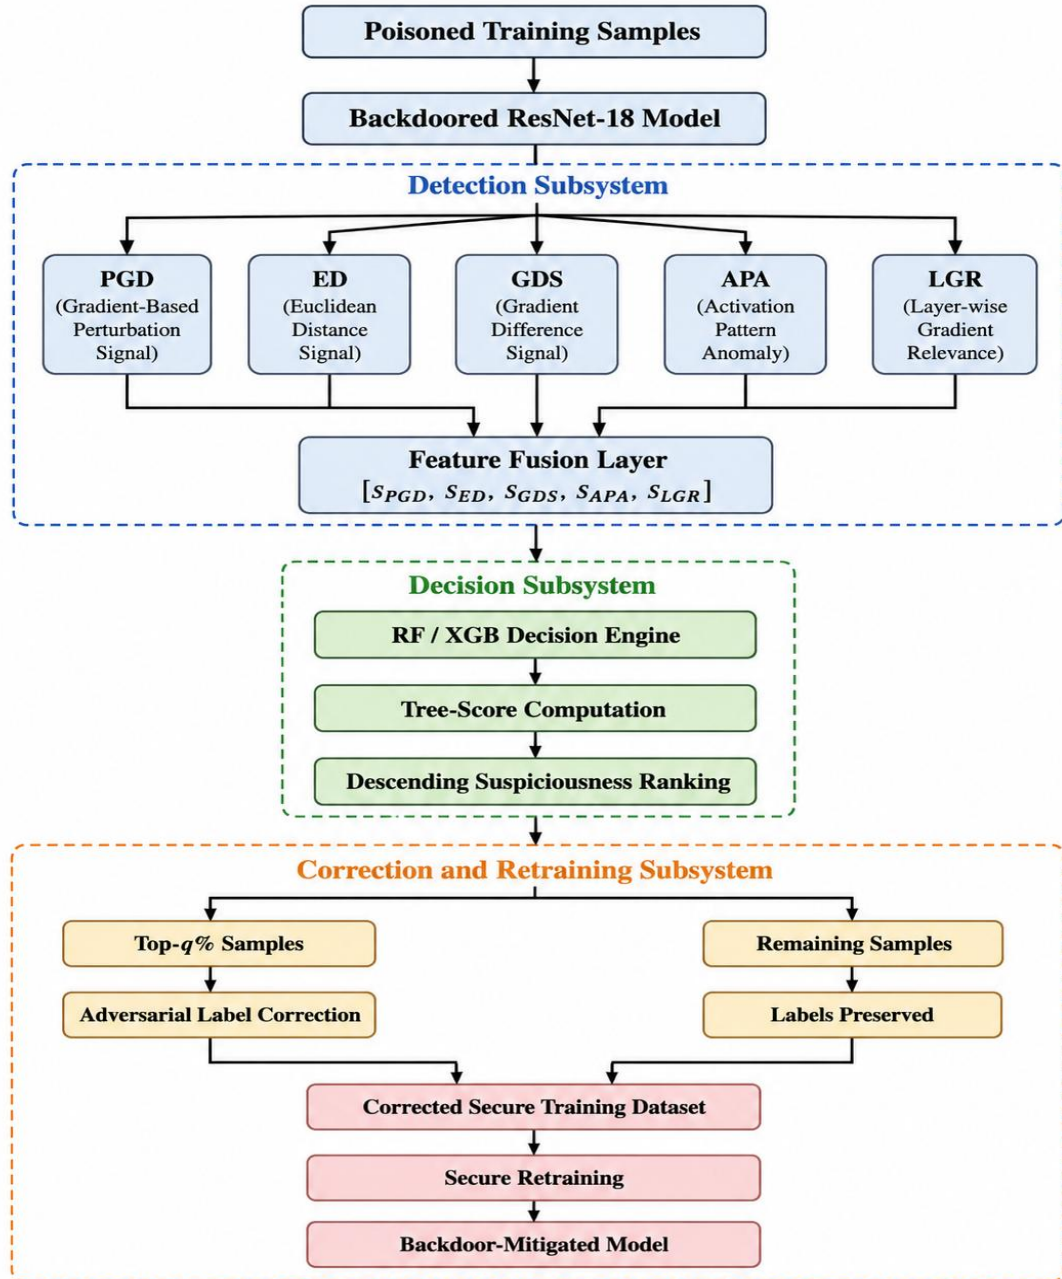 Poisoned Training Samples
Backdoored ResNet-18 Model
Detection Subsystem
PGD
(Gradient-Based
Perturbation
Signal)
ED
(Euclidean
Distance
Signal)
GDS
(Gradient
Difference
Signal)
APA
(Activation
Pattern
Anomaly)
LGR
(Layer-wise
Gradient
Relevance)
Feature Fusion Layer
[S_PGD, S_ED, S_GDS, S_APA, S_LGR]
Decision Subsystem
RF / XGB Decision Engine
Tree-Score Computation
Descending Suspiciousness Ranking
Correction and Retraining Subsystem
Top-q% Samples
Remaining Samples
Adversarial Label Correction
Labels Preserved
Corrected Secure Training Dataset
Secure Retraining
Backdoor-Mitigated Model